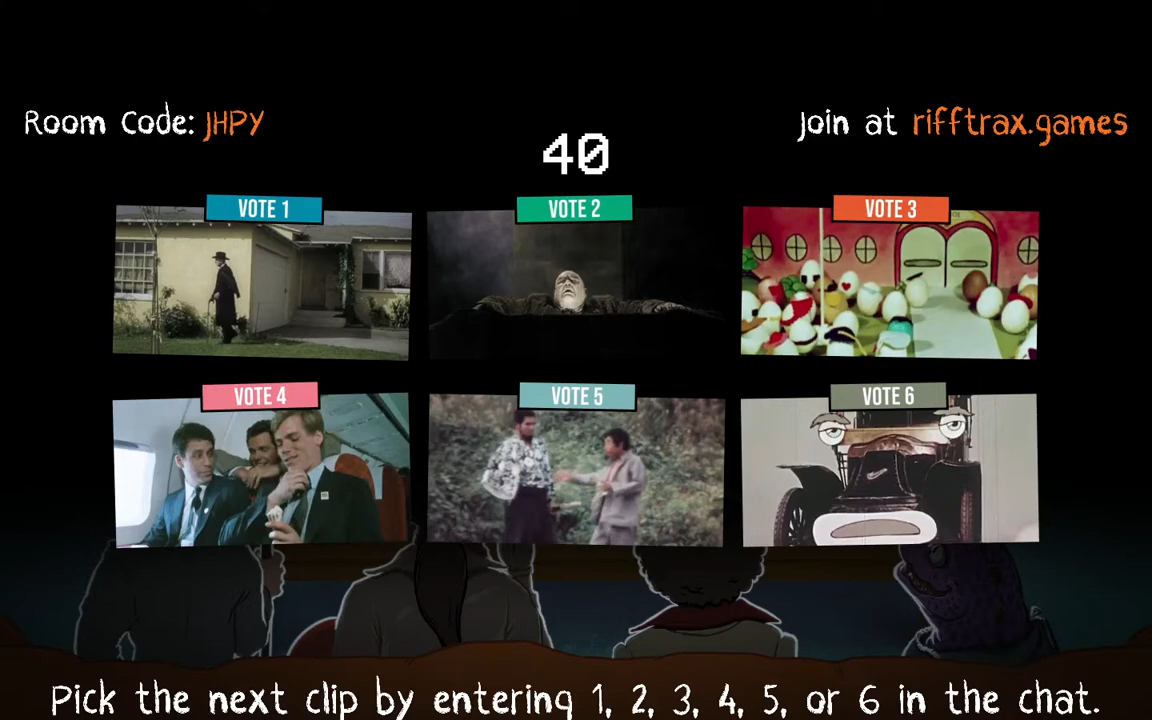 Room Code: JHPY
Join at rifftrax.games
40
VOTE 1
VOTE 2
VOTE 3
VOTE 4
VOTE 5
VOTE 6
Pick the next clip by entering 1, 2, 3, 4, 5, or 6 in the chat.